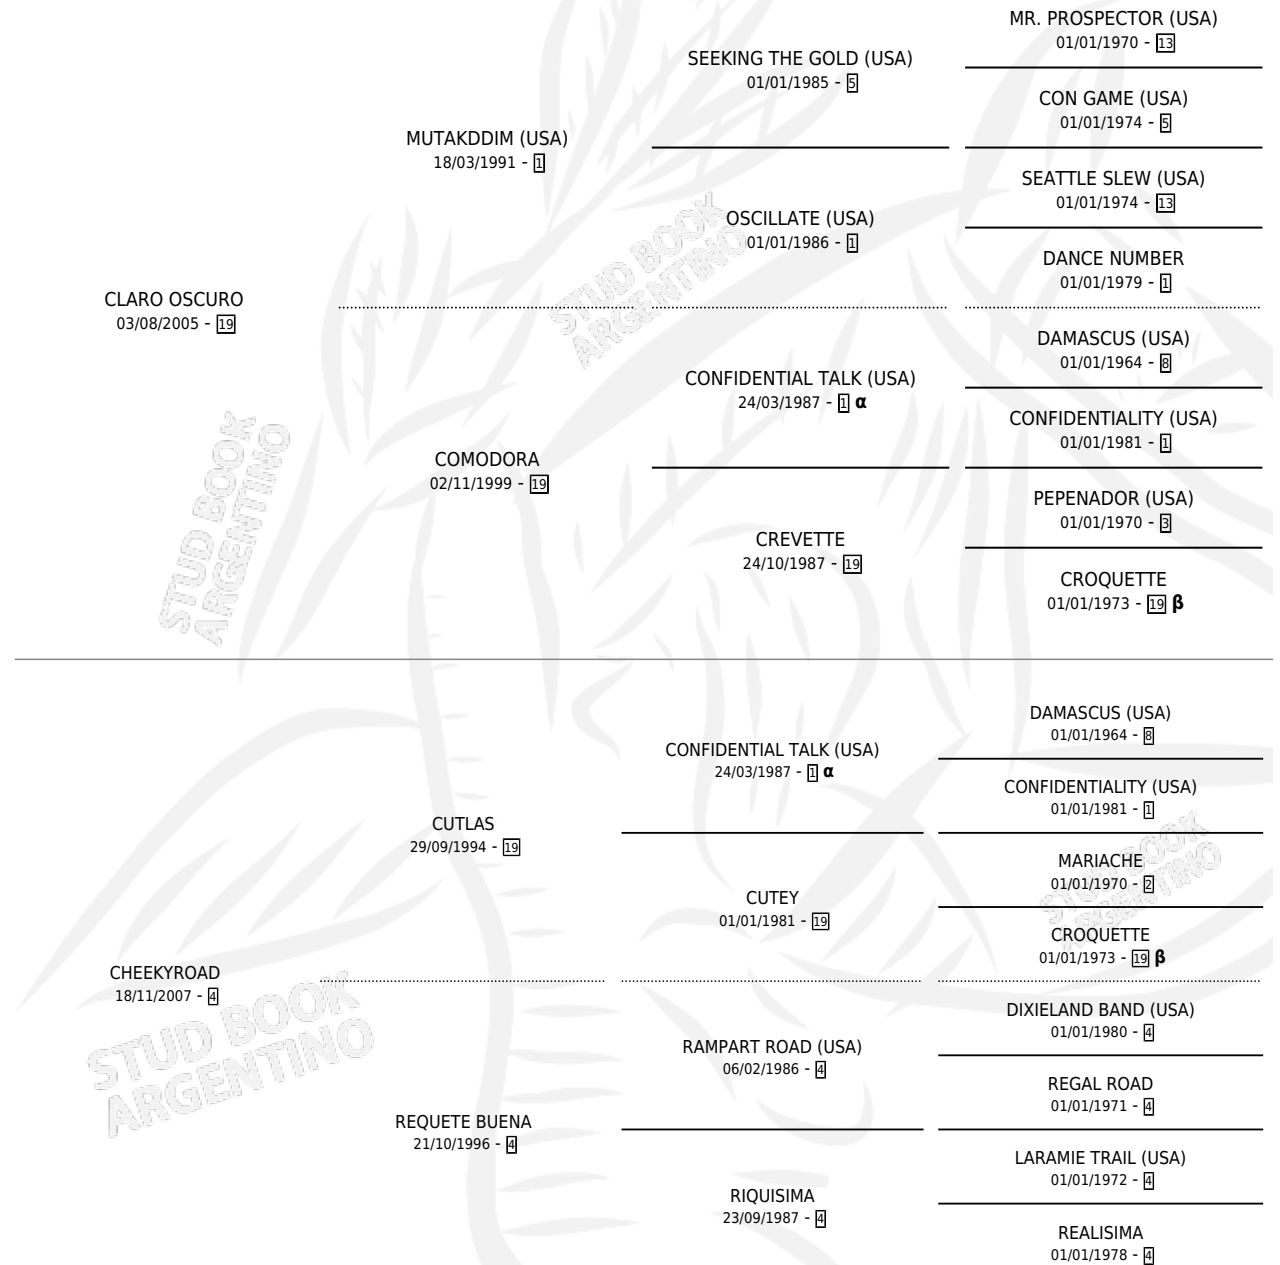 MR. PROSPECTOR (USA)
01/01/1970 - 13
SEEKING THE GOLD (USA)
01/01/1985 - 5
CON GAME (USA)
01/01/1974 - 5
MUTAKDDIM (USA)
18/03/1991 - 1
SEATTLE SLEW (USA)
01/01/1974 - 13
OSCILLATE (USA)
01/01/1986 - 1
DANCE NUMBER
01/01/1979 - 1
CLARO OSCURO
03/08/2005 - 19
DAMASCUS (USA)
01/01/1964 - 8
CONFIDENTIAL TALK (USA)
24/03/1987 - 1 α
CONFIDENTIALITY (USA)
01/01/1981 - 1
COMODORA
02/11/1999 - 19
PEPENADOR (USA)
01/01/1970 - 3
CREVETTE
24/10/1987 - 19
CROQUETTE
01/01/1973 - 19 β
DAMASCUS (USA)
01/01/1964 - 8
CONFIDENTIAL TALK (USA)
24/03/1987 - 1 α
CONFIDENTIALITY (USA)
01/01/1981 - 1
CUTLAS
29/09/1994 - 19
MARIACHE
01/01/1970 - 2
CUTEY
01/01/1981 - 19
CROQUETTE
01/01/1973 - 19 β
CHEEKYROAD
18/11/2007 - 4
DIXIELAND BAND (USA)
01/01/1980 - 4
RAMPART ROAD (USA)
06/02/1986 - 4
REGAL ROAD
01/01/1971 - 4
REQUETE BUENA
21/10/1996 - 4
LARAMIE TRAIL (USA)
01/01/1972 - 4
RIQUISIMA
23/09/1987 - 4
REALISIMA
01/01/1978 - 4
STUD BOOK
ARGENTINO
STUD BOOK
ARGENTINO
STUD BOOK
ARGENTINO
STUD BOOK
ARGENTINO